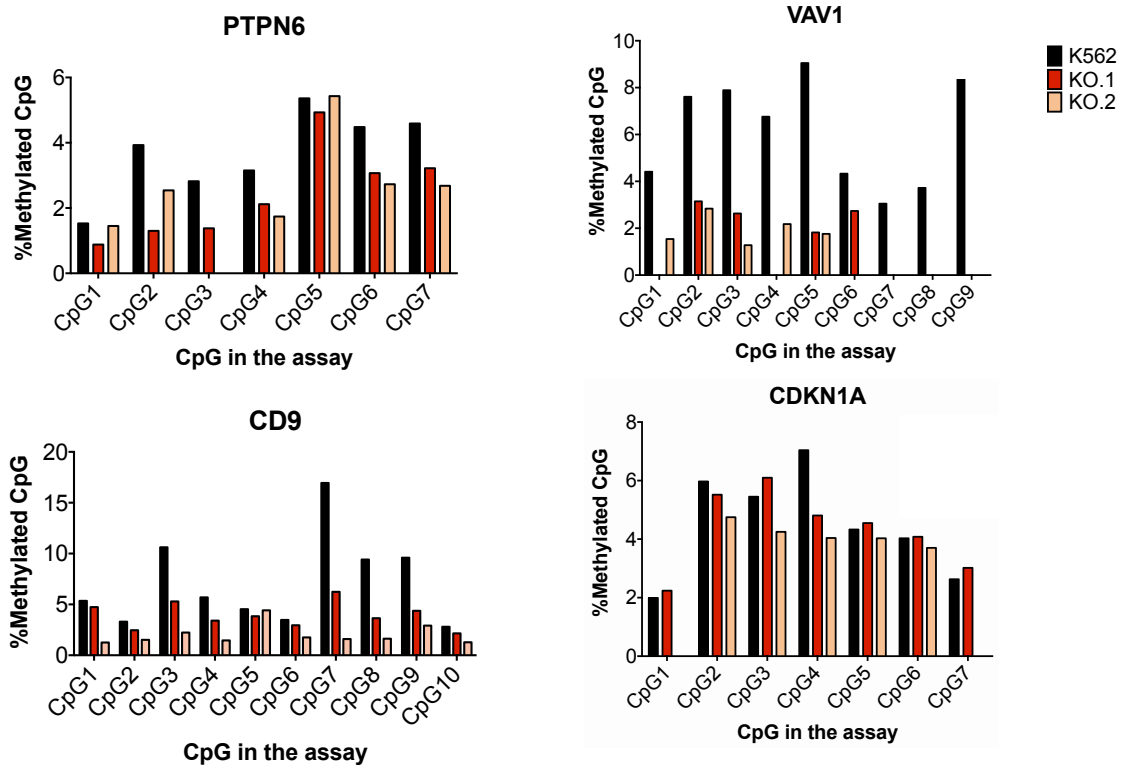 PTPN6
%Methylated CpG
6
4
2
0
CpG1 CpG2 CpG3 CpG4 CpG5 CpG6 CpG7
CpG in the assay
VAV1
%Methylated CpG
10
8
6
4
2
0
CpG1 CpG2 CpG3 CpG4 CpG5 CpG6 CpG7 CpG8 CpG9
CpG in the assay
K562
KO.1
KO.2
CD9
%Methylated CpG
20
15
10
5
0
CpG1 CpG2 CpG3 CpG4 CpG5 CpG6 CpG7 CpG8 CpG9 CpG10
CpG in the assay
CDKN1A
%Methylated CpG
8
6
4
2
0
CpG1 CpG2 CpG3 CpG4 CpG5 CpG6 CpG7
CpG in the assay